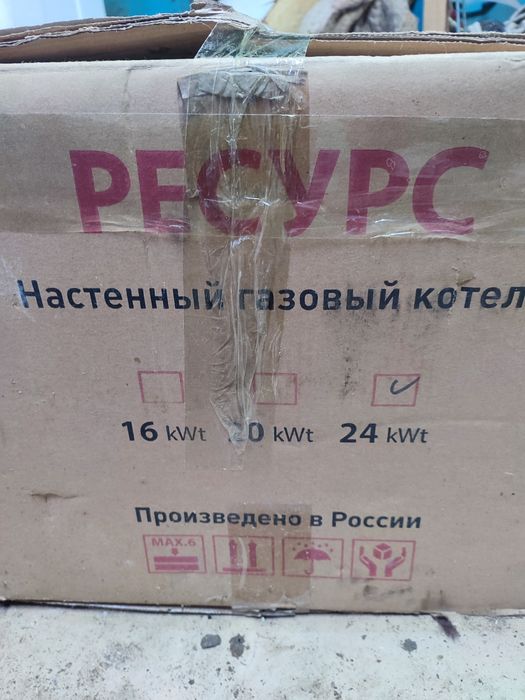 РЕСУРС
Настенный газовый котел
16 kWt 20 kWt 24 kWt
Произведено в России
MAX.6